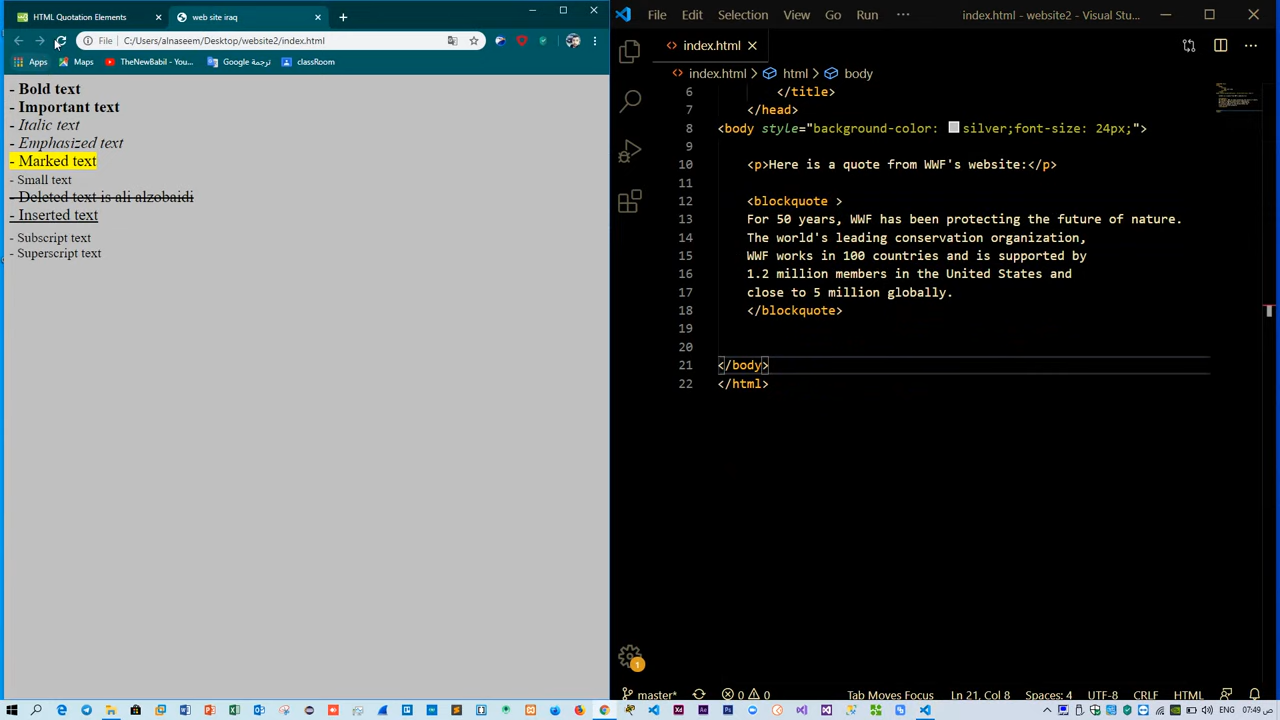 HTML Quotation Elements
web site iraq
File
C:/Users/alnaseem/Desktop/website2/index.html
Apps
Maps
TheNewBabil - You...
ترجمة Google
classRoom
- Bold text
- Important text
- Italic text
- Emphasized text
- Marked text
- Small text
- Deleted text is ali alzobaidi
- Inserted text
- Subscript text
- Superscript text
File Edit Selection View Go Run ···
index.html - website2 - Visual Stu...
<> index.html
<> index.html > html > body
6 </title>
7 </head>
8 <body style="background-color: silver;font-size: 24px;">
9
10 <p>Here is a quote from WWF's website:</p>
11
12 <blockquote >
13 For 50 years, WWF has been protecting the future of nature.
14 The world's leading conservation organization,
15 WWF works in 100 countries and is supported by
16 1.2 million members in the United States and
17 close to 5 million globally.
18 </blockquote>
19
20
21 </body>
22 </html>
1
master* 0 0 Tab Moves Focus Ln 21, Col 8 Spaces: 4 UTF-8 CRLF HTML
ENG 07:49 ص